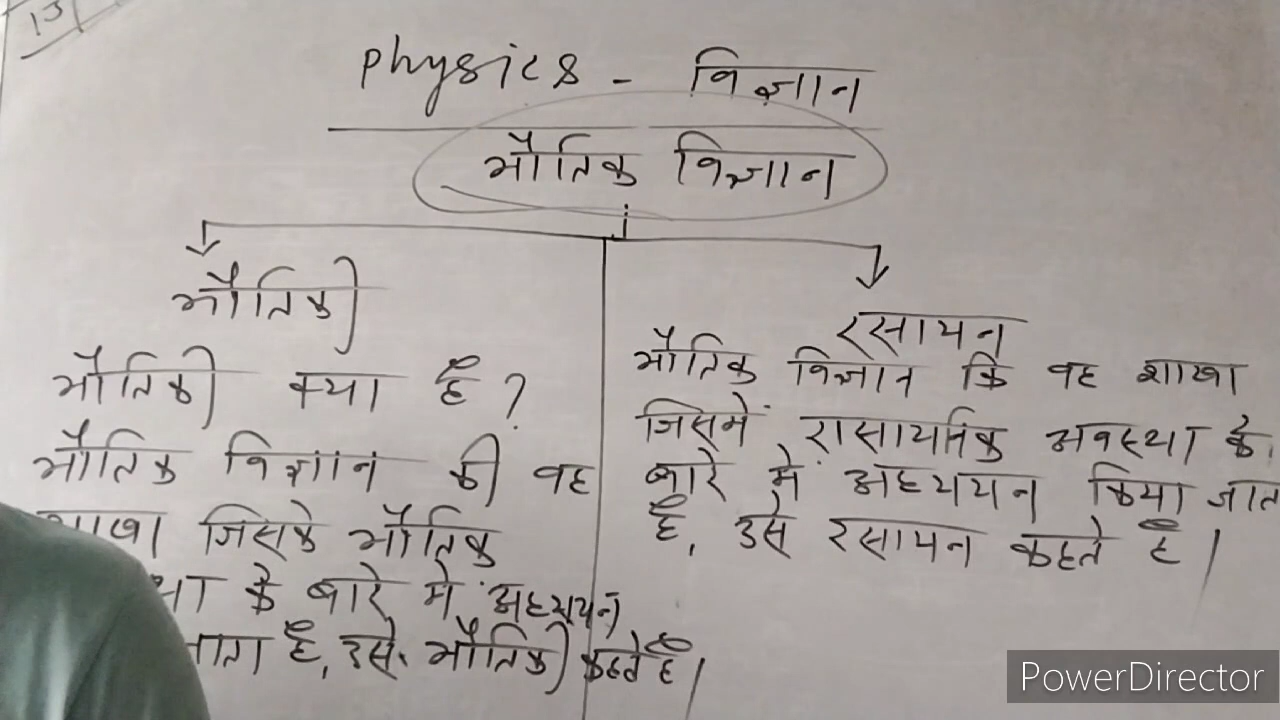 Physics - विज्ञान
भौतिक विज्ञान
भौतिकी
भौतिकी क्या है ?
भौतिक विज्ञान की वह
जिसके भौतिक
के बारे में अध्ययन
है, उसे भौतिकी कहते है।
रसायन
भौतिक विज्ञान कि वह शाखा
जिसमें रासायनिक अवस्था के
बारे में अध्ययन किया जात
है, उसे रसायन कहते है।
PowerDirector